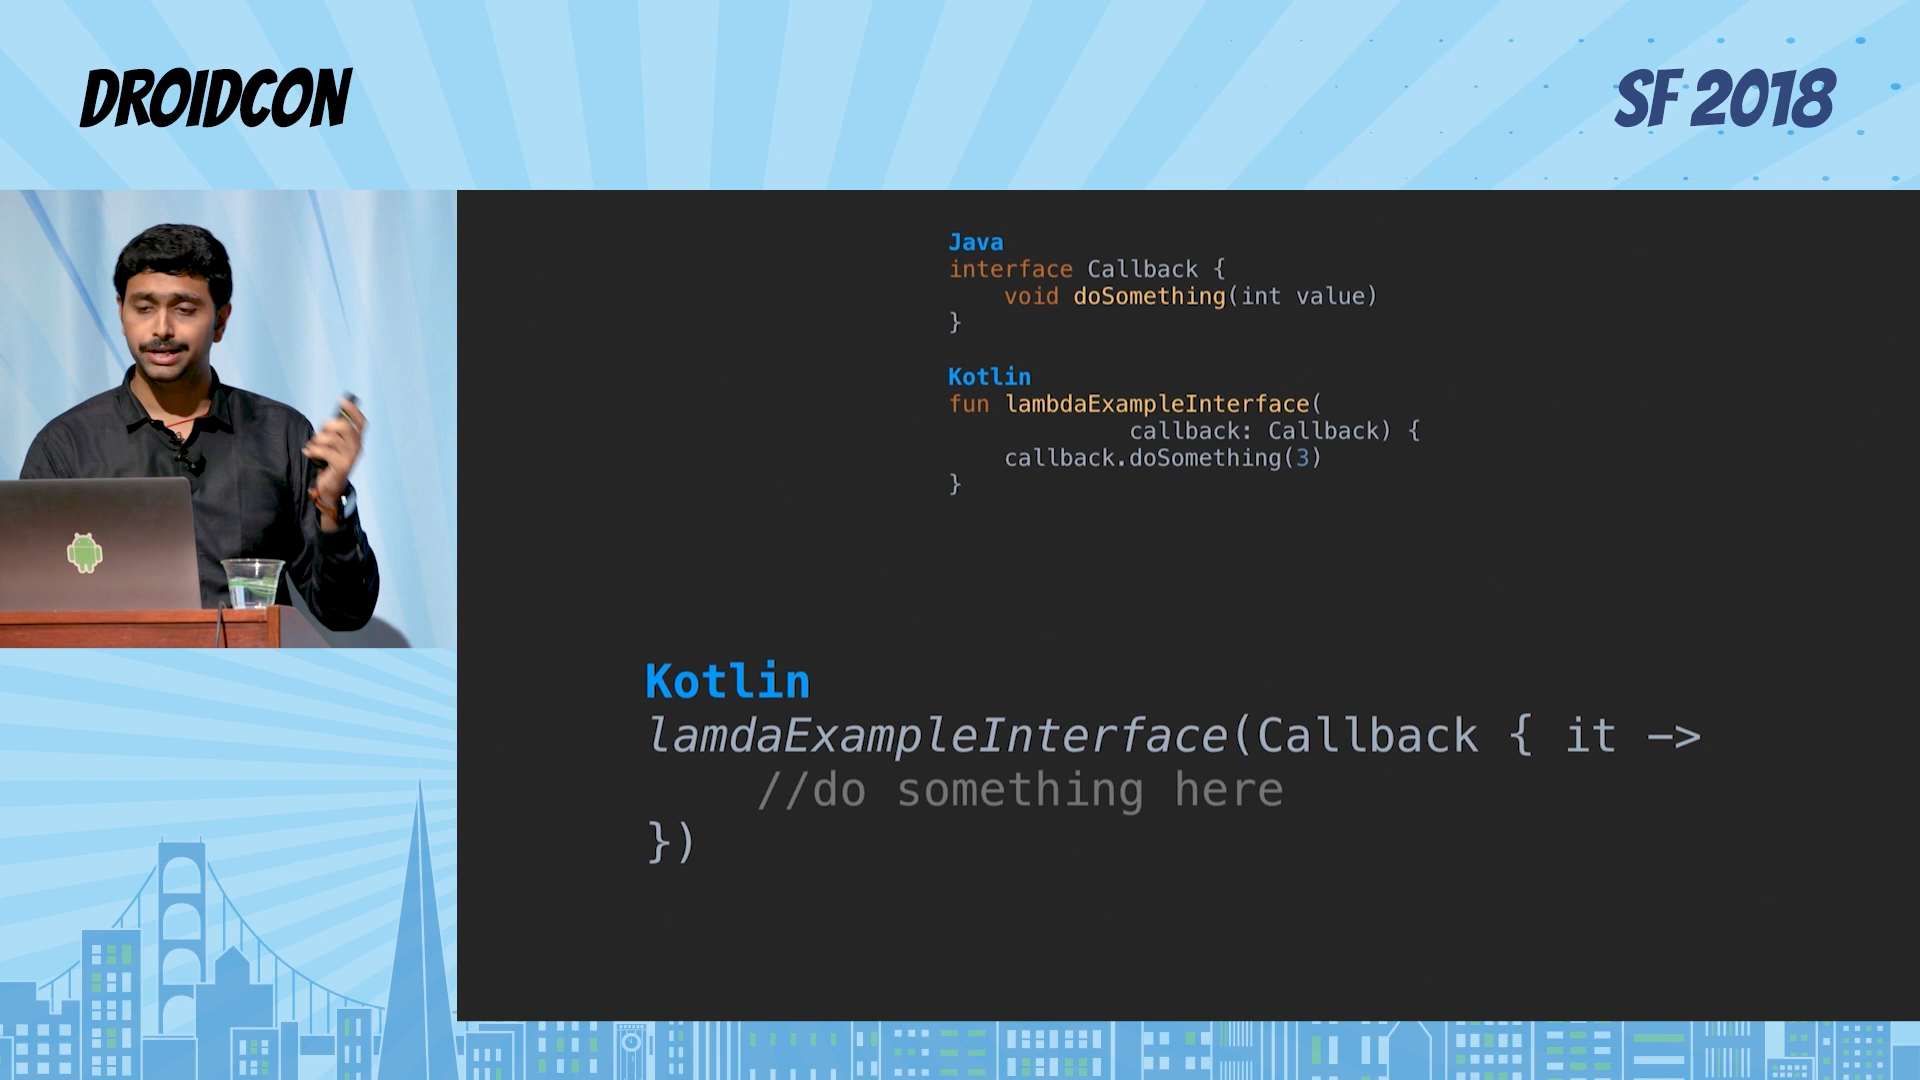 DROIDCON
SF 2018
Java
interface Callback {
    void doSomething(int value)
}
Kotlin
fun lambdaExampleInterface(
             callback: Callback) {
    callback.doSomething(3)
}
Kotlin
lamdaExampleInterface(Callback { it ->
    //do something here
})